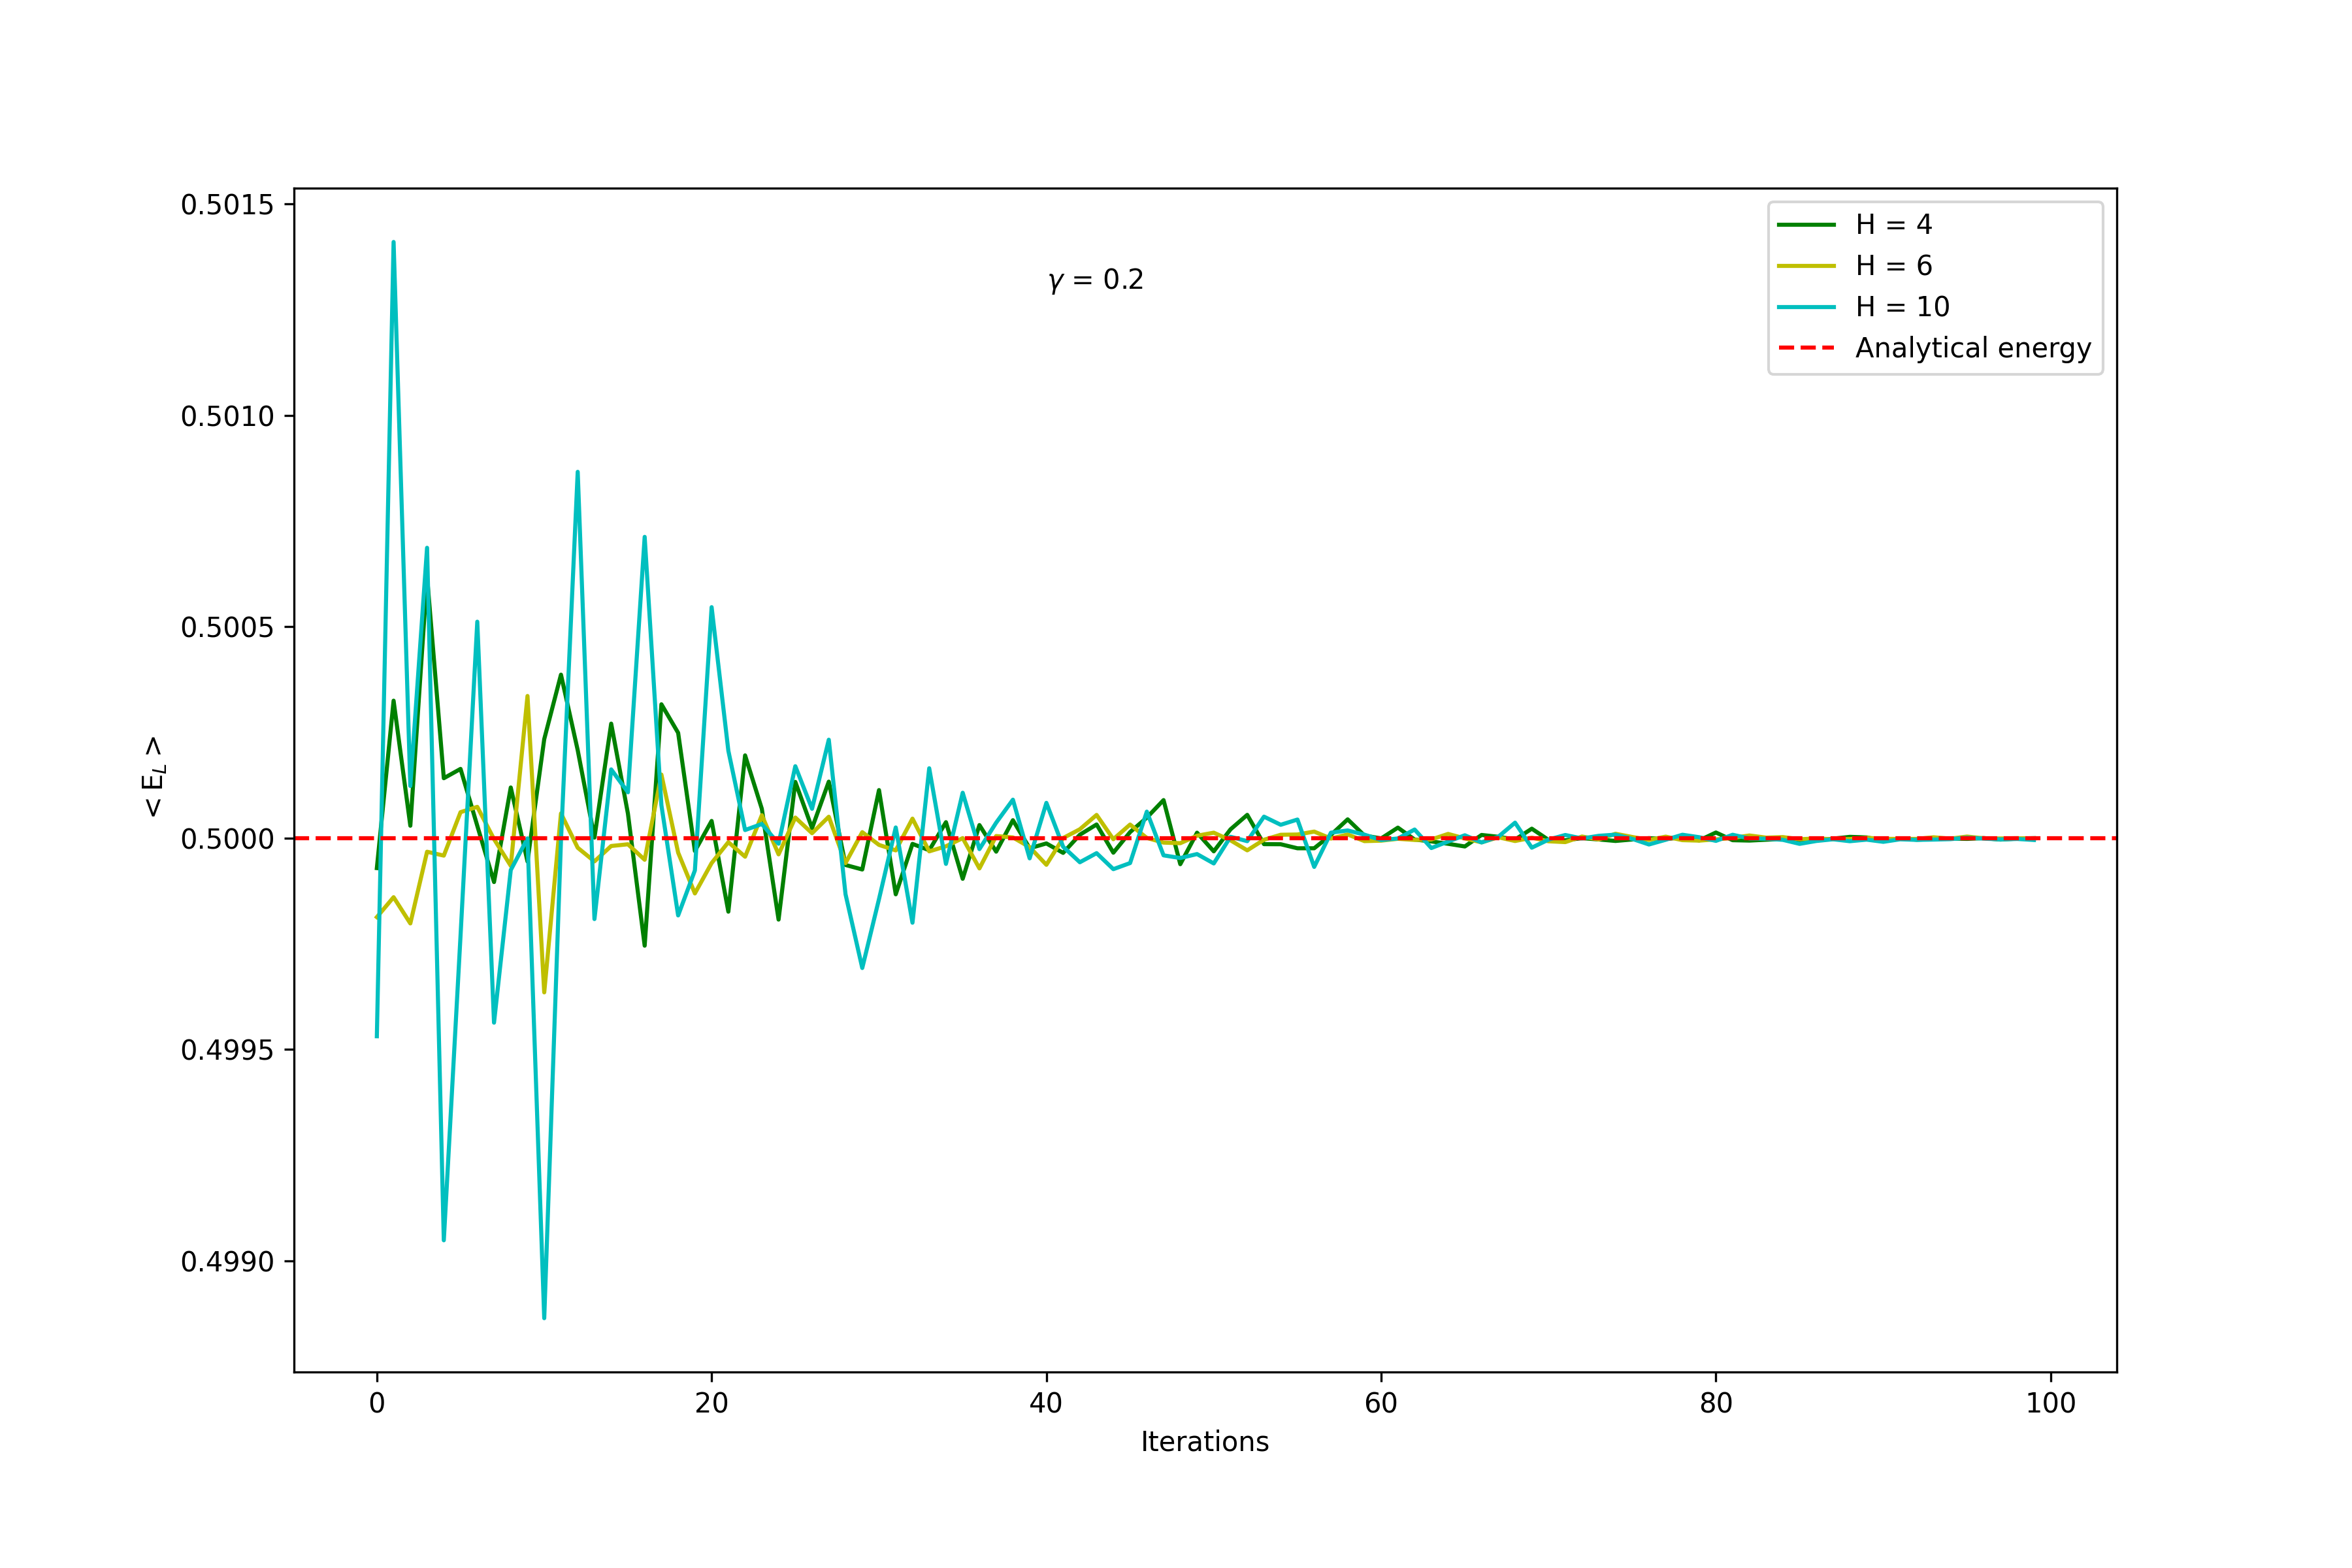 0.5015
0.5010
0.5005
0.5000
0.4995
0.4990
<E_L>
γ = 0.2
H = 4
H = 6
H = 10
Analytical energy
0 20 40 60 80 100
Iterations